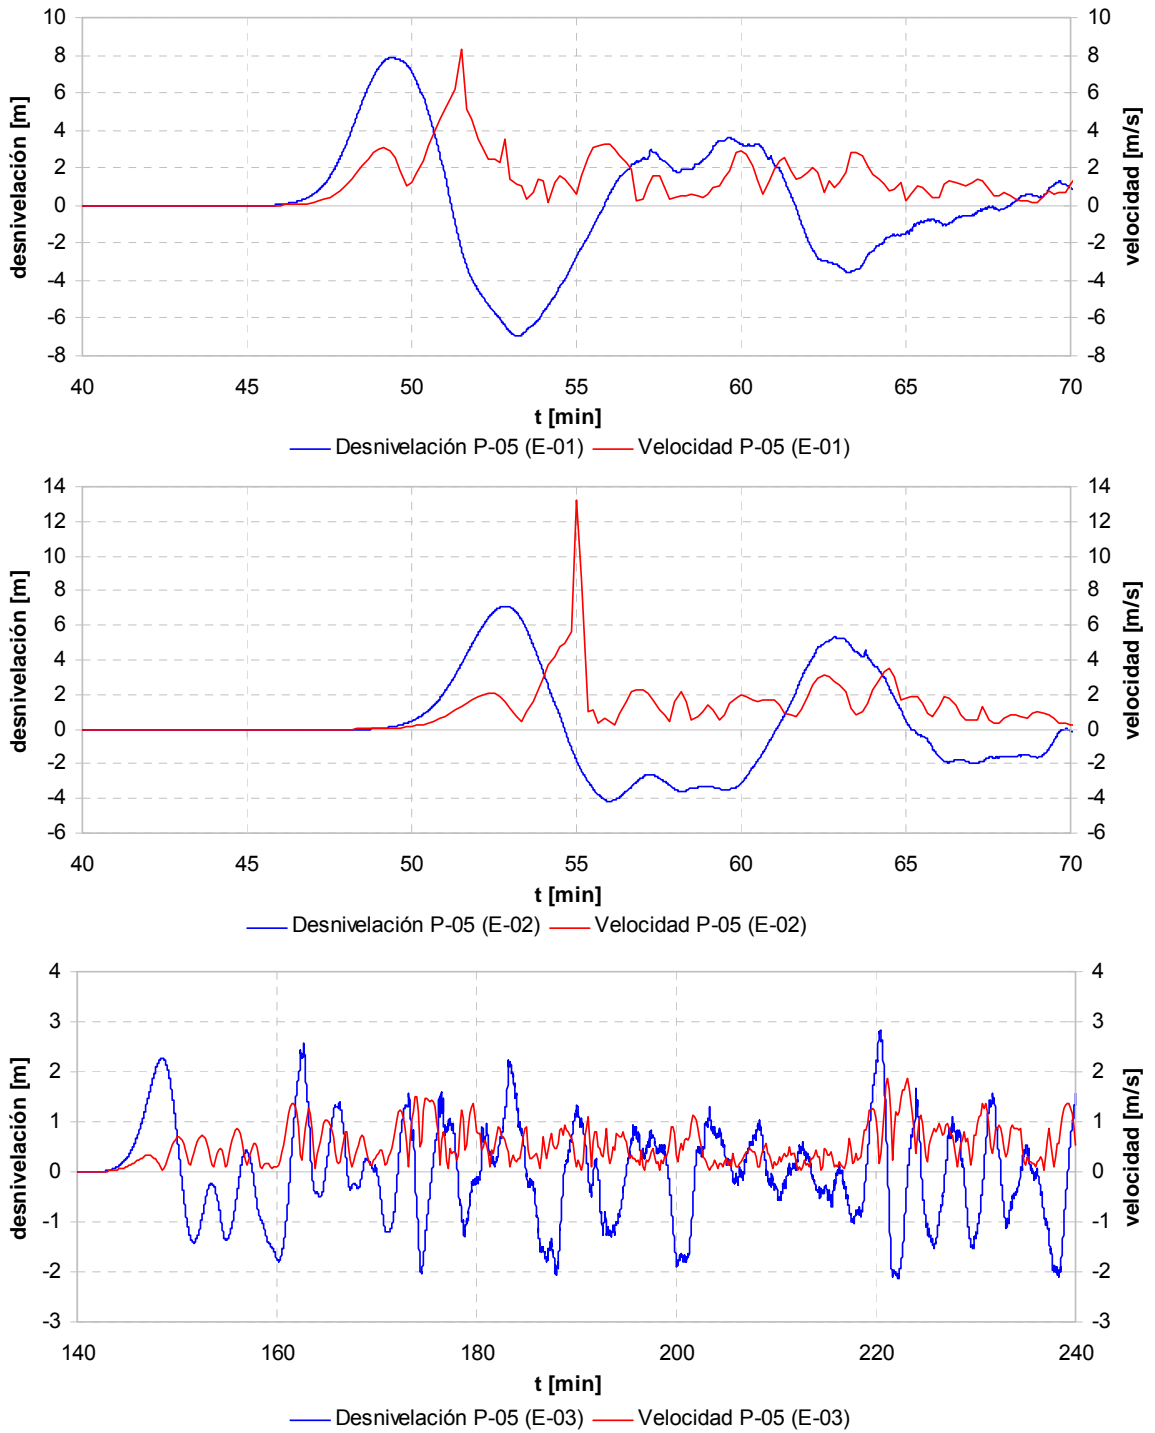 10 10
8 8
6 6
4 4
2 2
0 0
-2 -2
-4 -4
-6 -6
-8 -8
desnivelación [m]
velocidad [m/s]
40 45 50 55 60 65 70
t [min]
Desnivelación P-05 (E-01) Velocidad P-05 (E-01)
14 14
12 12
10 10
8 8
6 6
4 4
2 2
0 0
-2 -2
-4 -4
-6 -6
desnivelación [m]
velocidad [m/s]
40 45 50 55 60 65 70
t [min]
Desnivelación P-05 (E-02) Velocidad P-05 (E-02)
4 4
3 3
2 2
1 1
0 0
-1 -1
-2 -2
-3 -3
desnivelación [m]
velocidad [m/s]
140 160 180 200 220 240
t [min]
Desnivelación P-05 (E-03) Velocidad P-05 (E-03)